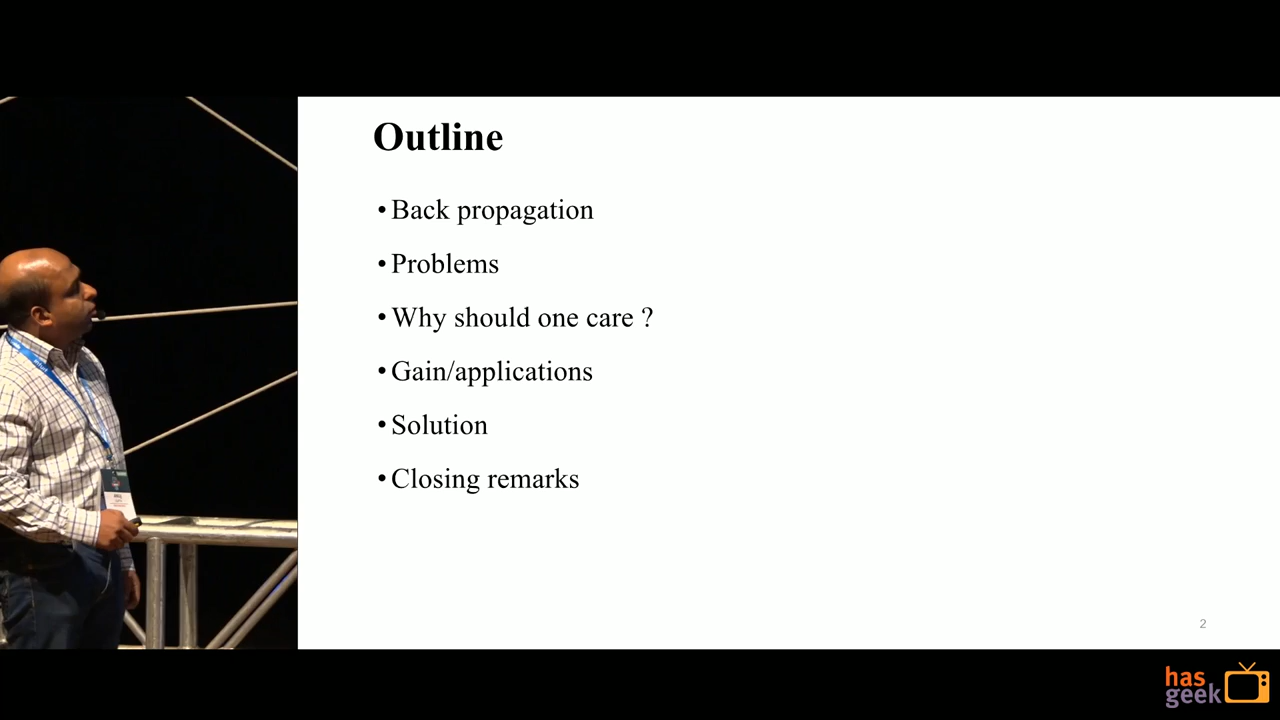 Outline
• Back propagation
• Problems
• Why should one care ?
• Gain/applications
• Solution
• Closing remarks
2
has
geek